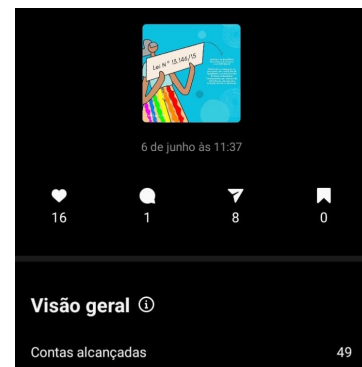 Lei N° 13.146/15
6 de junho às 11:37
16 1 8 0
Visão geral
Contas alcançadas 49